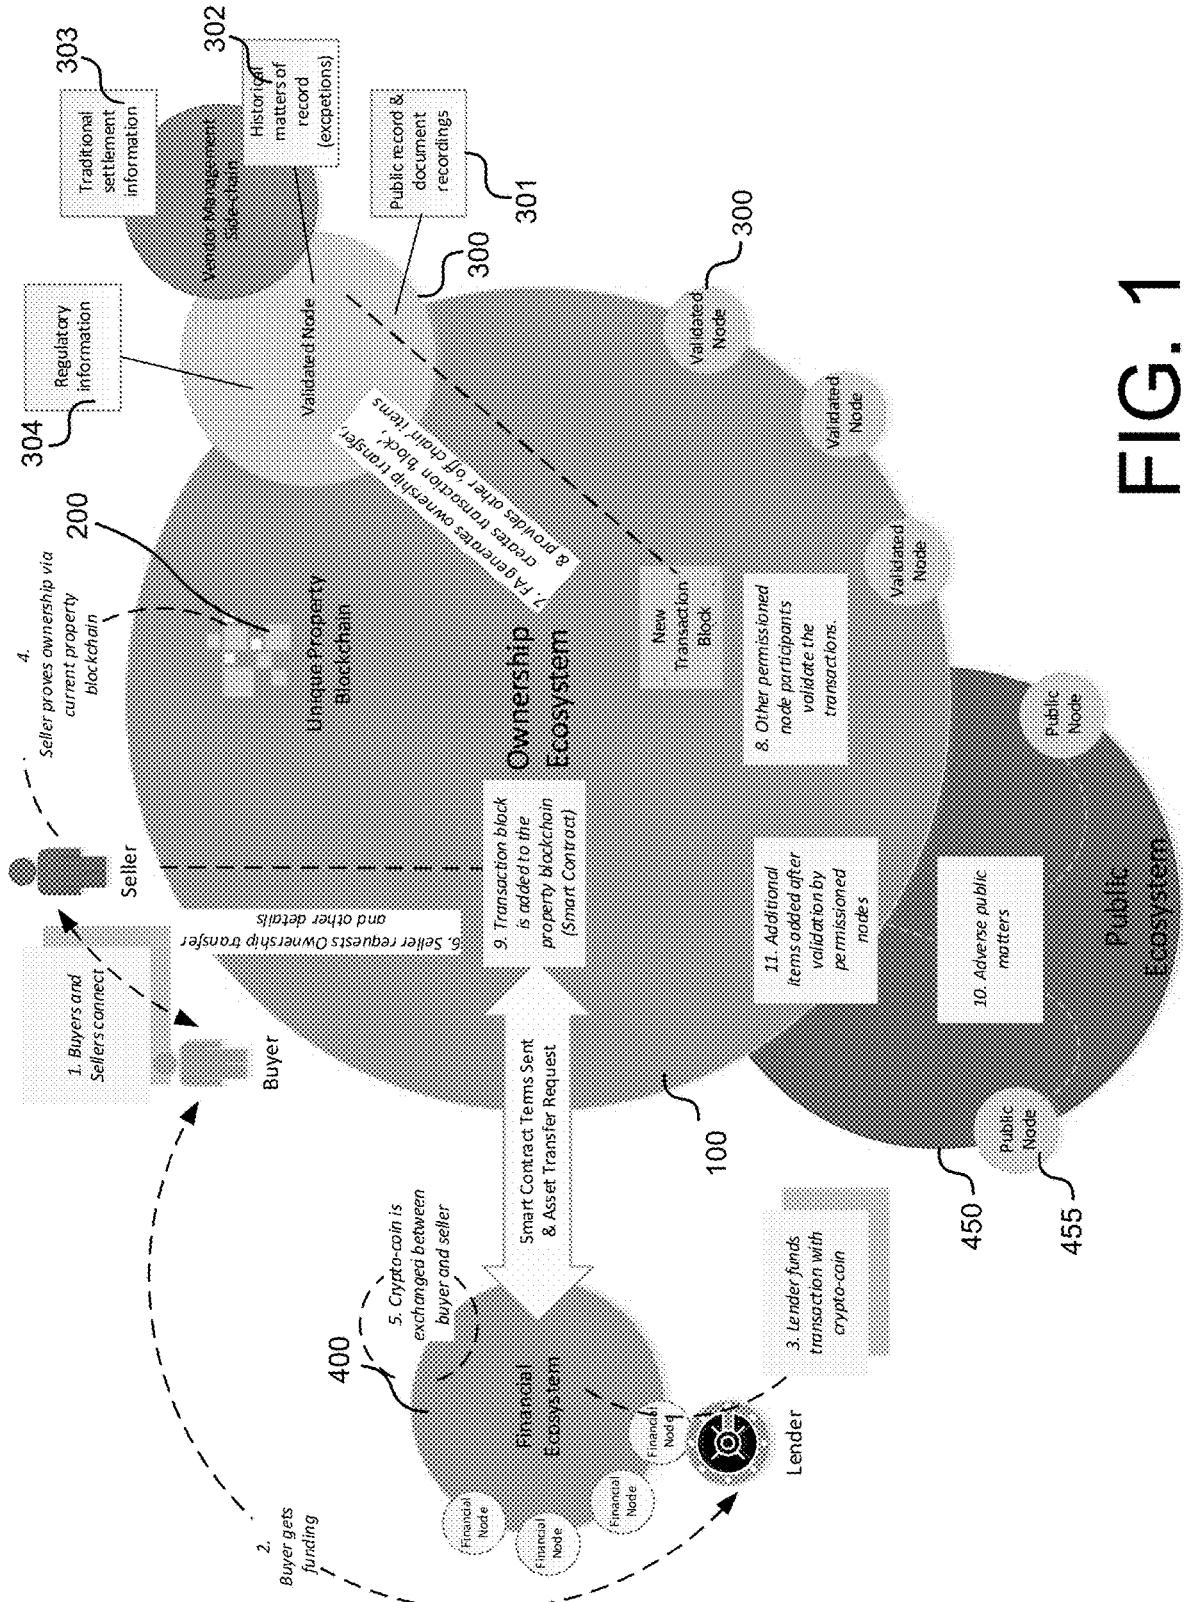 304
Regulatory
information
303
Traditional
settlement
information
302
Historical
matters of
record
(excpetions)
Public record &
document
recordings
301
Vendor Management
Side-chain
Validated Node
300
4.
Seller proves ownership via
current property
blockchain
200
Unique Property
Blockchain
7. FA generates ownership transfer,
creates transaction 'block',
& provides other 'off chain' items
Seller
1. Buyers and
Sellers connect
Buyer
6. Seller requests Ownership transfer
and other details
Ownership
Ecosystem
New
Transaction
Block
Validated
Node
300
Validated
Node
Validated
Node
8. Other permissioned
node participants
validate the
transactions.
9. Transaction block
is added to the
property blockchain
(Smart Contract)
11. Additional
items added after
validation by
permissioned
nodes
2.
Buyer gets
funding
400
5. Crypto-coin is
exchanged between
buyer and seller
Smart Contract Terms Sent
& Asset Transfer Request
100
Financial
Ecosystem
Financial
Node
Financial
Node
Financial
Node
Financial
Node
Lender
3. Lender funds
transaction with
crypto-coin
10. Adverse public
matters
Public
Ecosystem
Public
Node
Public
Node
450
455
FIG. 1